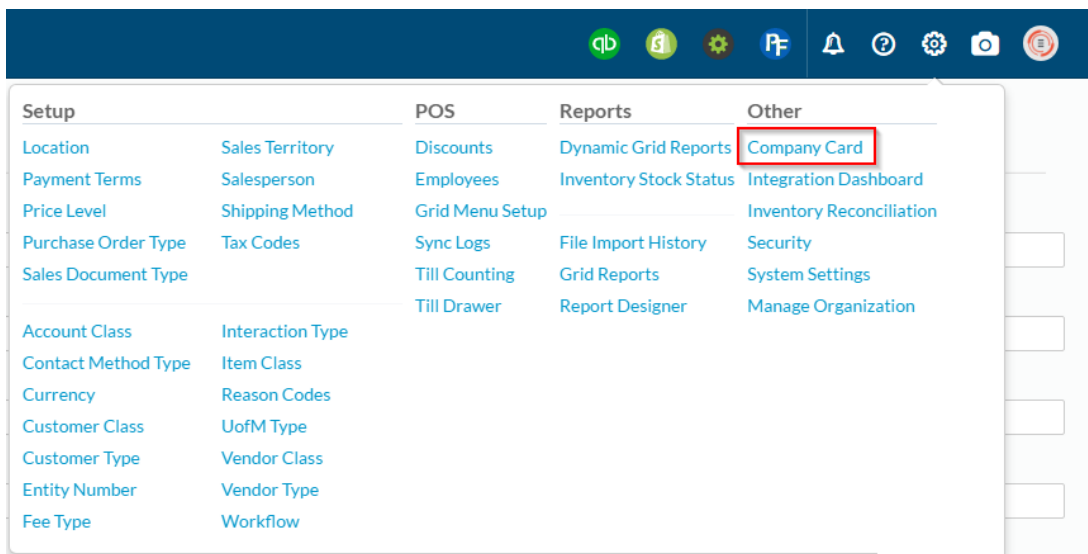 qb
Setup
Location
Payment Terms
Price Level
Purchase Order Type
Sales Document Type
Sales Territory
Salesperson
Shipping Method
Tax Codes
Account Class
Contact Method Type
Currency
Customer Class
Customer Type
Entity Number
Fee Type
Interaction Type
Item Class
Reason Codes
UofM Type
Vendor Class
Vendor Type
Workflow
POS
Discounts
Employees
Grid Menu Setup
Sync Logs
Till Counting
Till Drawer
Reports
Dynamic Grid Reports
Inventory Stock Status
File Import History
Grid Reports
Report Designer
Other
Company Card
Integration Dashboard
Inventory Reconciliation
Security
System Settings
Manage Organization